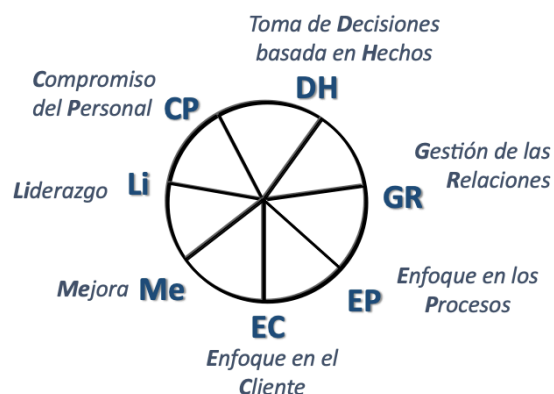 Toma de Decisiones
basada en Hechos
DH
Compromiso
del Personal
CP
Gestión de las
Relaciones
GR
Liderazgo
Li
Mejora
Me
Enfoque en los
Procesos
EP
EC
Enfoque en el
Cliente